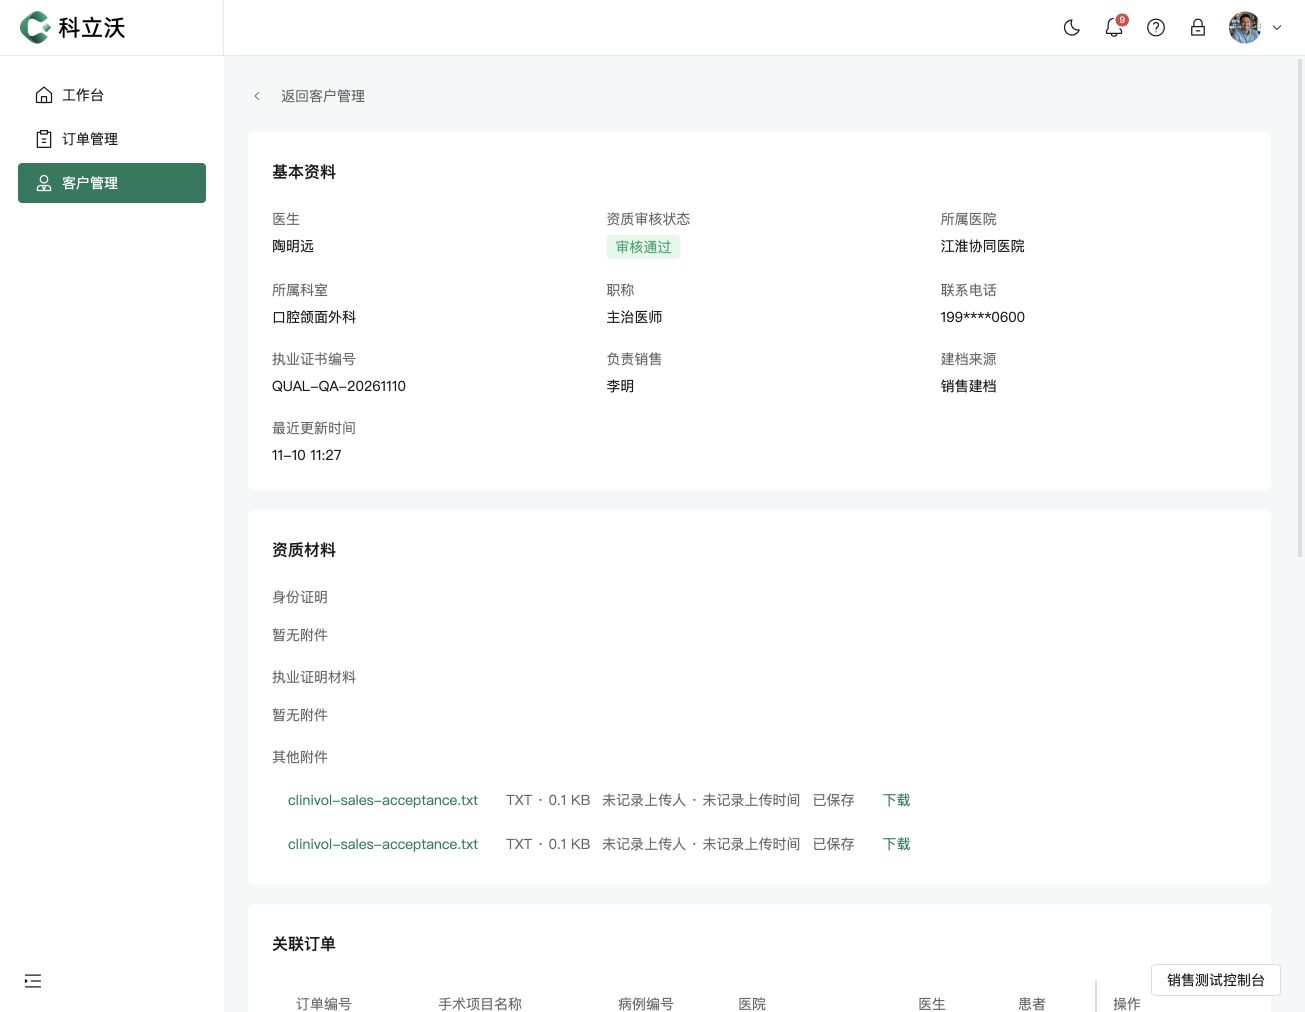 科立沃
9
工作台
订单管理
客户管理
返回客户管理
基本资料
医生 资质审核状态 所属医院
陶明远 审核通过 江淮协同医院
所属科室 职称 联系电话
口腔颌面外科 主治医师 199****0600
执业证书编号 负责销售 建档来源
QUAL-QA-20261110 李明 销售建档
最近更新时间
11-10 11:27
资质材料
身份证明
暂无附件
执业证明材料
暂无附件
其他附件
clinivol-sales-acceptance.txt TXT · 0.1 KB 未记录上传人 · 未记录上传时间 已保存 下载
clinivol-sales-acceptance.txt TXT · 0.1 KB 未记录上传人 · 未记录上传时间 已保存 下载
关联订单
销售测试控制台
订单编号 手术项目名称 病例编号 医院 医生 患者 操作